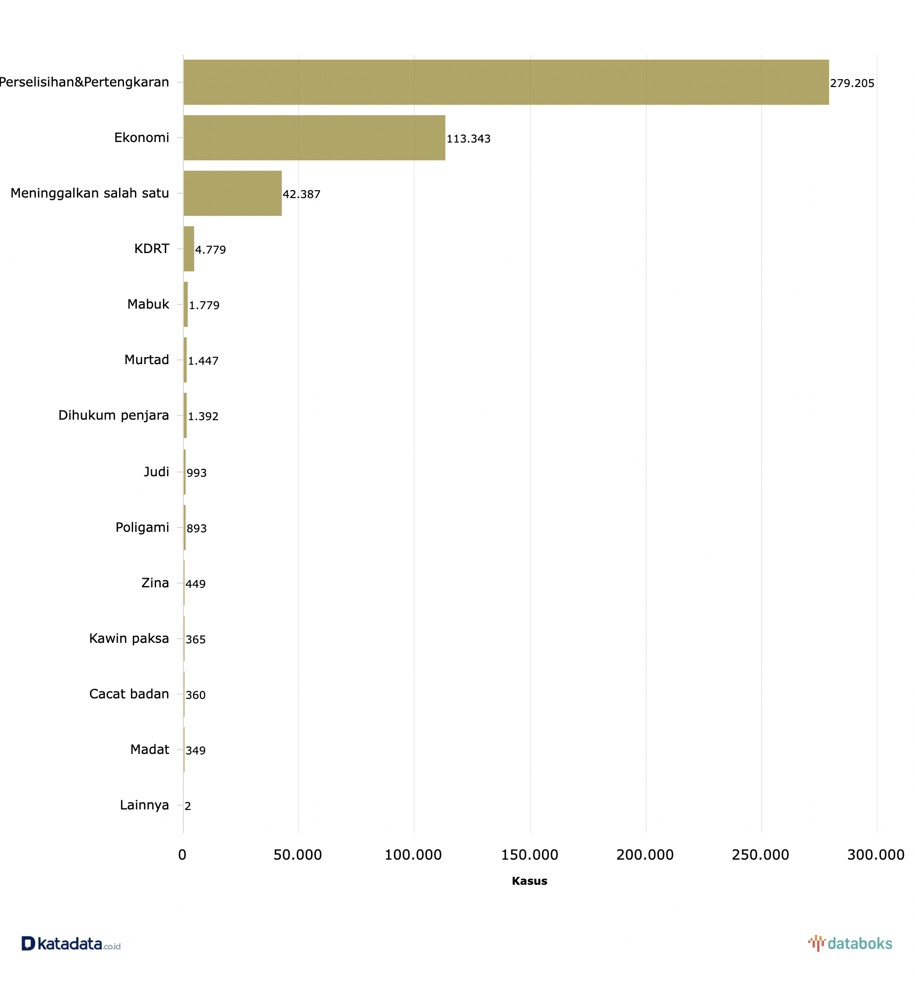 Perselisihan&Pertengkaran 279.205
Ekonomi 113.343
Meninggalkan salah satu 42.387
KDRT 4.779
Mabuk 1.779
Murtad 1.447
Dihukum penjara 1.392
Judi 993
Poligami 893
Zina 449
Kawin paksa 365
Cacat badan 360
Madat 349
Lainnya 2
0 50.000 100.000 150.000 200.000 250.000 300.000
Kasus
katadata.co.id databoks